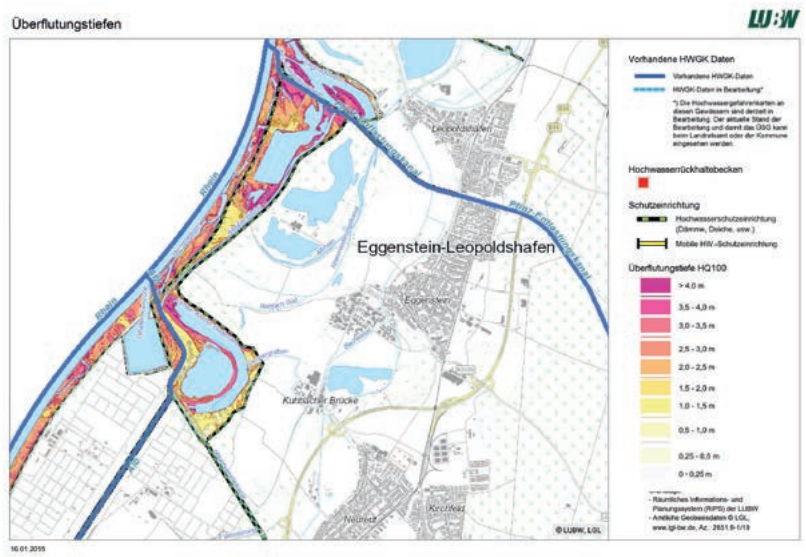 Überflutungstiefen
LUBW
Vorhandene HWGK Daten
Vorhandene HWGK-Daten
HWGK-Daten in Bearbeitung*
*) Die Hochwassergefahrenkarten an
diesen Gewässern sind derzeit in
Bearbeitung. Der aktuelle Stand der
Bearbeitung und damit das ÜSG kann
beim Landratsamt oder der Kommune
eingesehen werden.
Hochwasserrückhaltebecken
Schutzeinrichtung
Hochwasserschutzeinrichtung
(Dämme, Deiche, usw.)
Mobile HW-Schutzeinrichtung
Überflutungstiefe HQ100
> 4,0 m
3,5 - 4,0 m
3,0 - 3,5 m
2,5 - 3,0 m
2,0 - 2,5 m
1,5 - 2,0 m
1,0 - 1,5 m
0,5 - 1,0 m
0,25 - 0,5 m
0 - 0,25 m
- Räumliches Informations- und
Planungssystem (RIPS) der LUBW
- Amtliche Geobasisdaten © LGL,
www.lgl-bw.de, Az.: 2851.9-1/19
Leopoldshafen
Rhein
Pfinz-Entlastungskanal
Pfinz-Entlastungskanal
Eggenstein-Leopoldshafen
Eggenstein
Rhein
Alb
Neureut
Kirchfeld
© LUBW, LGL
16.01.2015